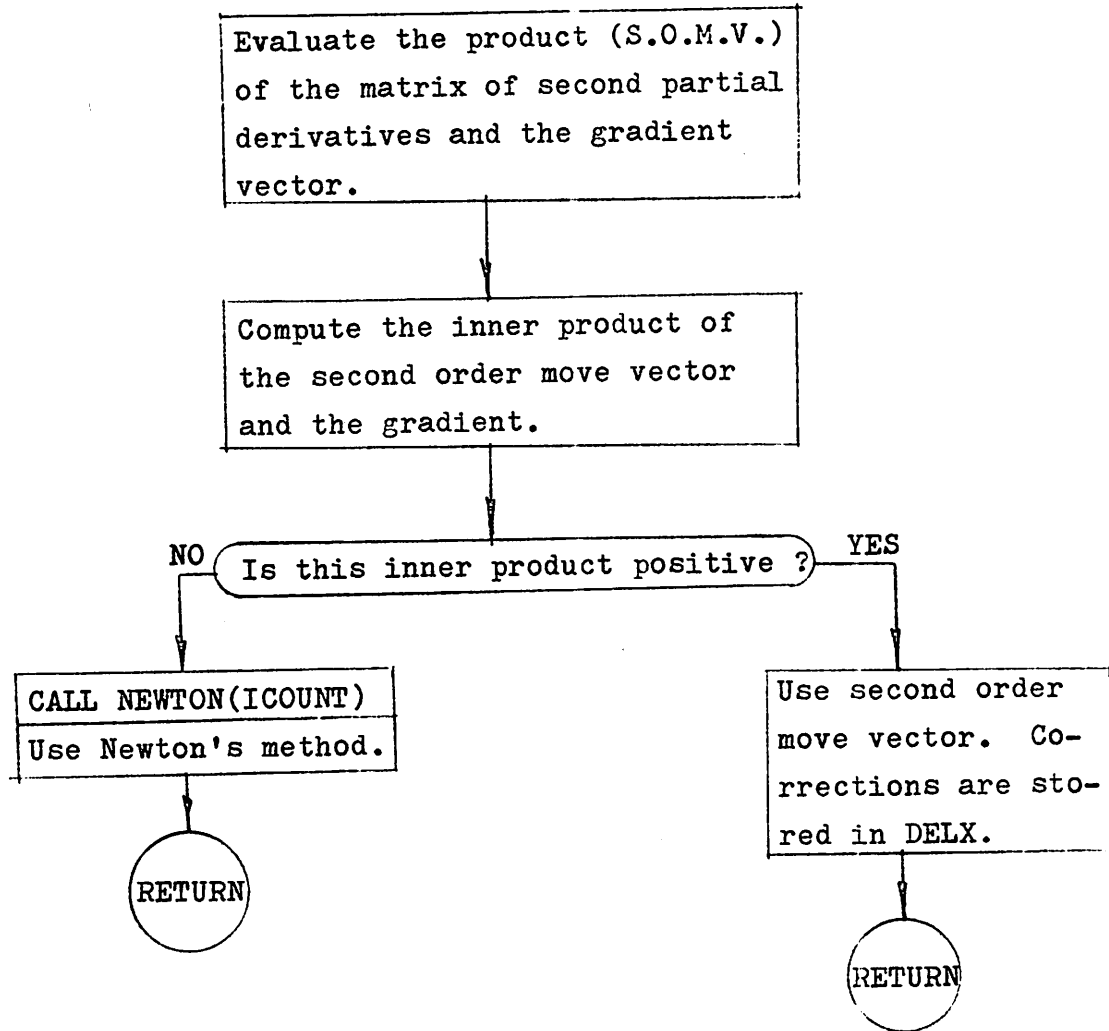 Evaluate the product (S.O.M.V.)
of the matrix of second partial
derivatives and the gradient
vector.
Compute the inner product of
the second order move vector
and the gradient.
NO
Is this inner product positive ?
YES
CALL NEWTON(ICOUNT)
Use Newton's method.
RETURN
Use second order
move vector. Co-
rrections are sto-
red in DELX.
RETURN